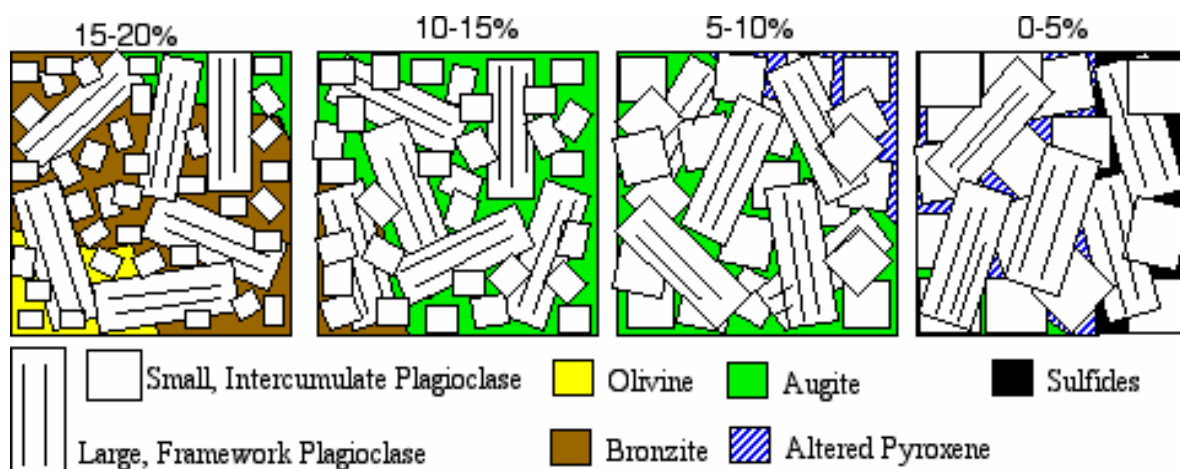 15-20%
10-15%
5-10%
0-5%
Small, Intercumulate Plagioclase
Olivine
Augite
Sulfides
Large, Framework Plagioclase
Bronzite
Altered Pyroxene